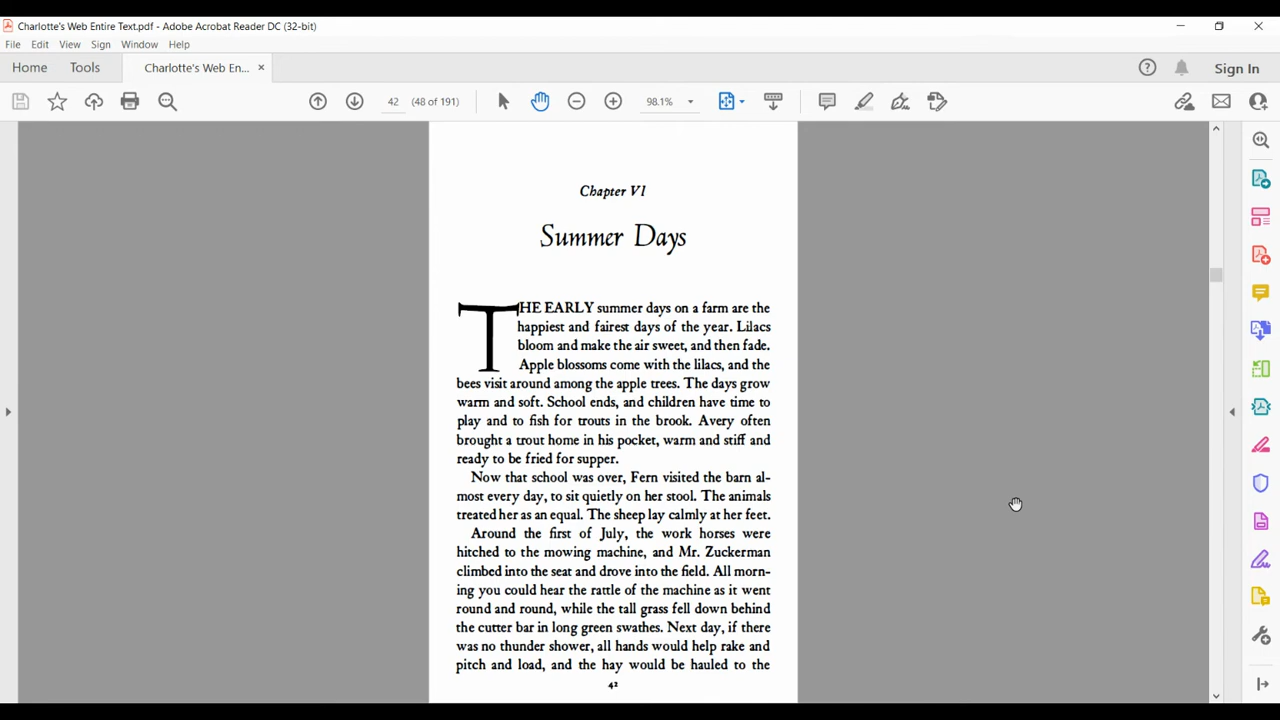 Charlotte's Web Entire Text.pdf - Adobe Acrobat Reader DC (32-bit)
File Edit View Sign Window Help
Home Tools Charlotte's Web En... × Sign In
42 (48 of 191) 98.1%
Chapter VI
Summer Days
THE EARLY summer days on a farm are the
happiest and fairest days of the year. Lilacs
bloom and make the air sweet, and then fade.
Apple blossoms come with the lilacs, and the
bees visit around among the apple trees. The days grow
warm and soft. School ends, and children have time to
play and to fish for trouts in the brook. Avery often
brought a trout home in his pocket, warm and stiff and
ready to be fried for supper.
Now that school was over, Fern visited the barn al-
most every day, to sit quietly on her stool. The animals
treated her as an equal. The sheep lay calmly at her feet.
Around the first of July, the work horses were
hitched to the mowing machine, and Mr. Zuckerman
climbed into the seat and drove into the field. All morn-
ing you could hear the rattle of the machine as it went
round and round, while the tall grass fell down behind
the cutter bar in long green swathes. Next day, if there
was no thunder shower, all hands would help rake and
pitch and load, and the hay would be hauled to the
42